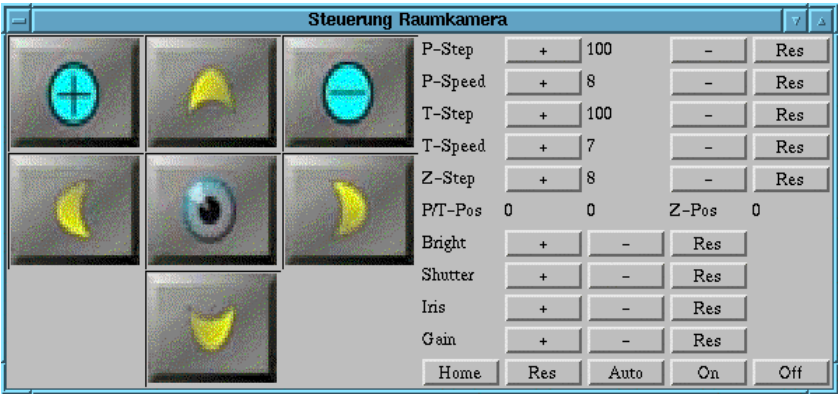 Steuerung Raumkamera
P-Step + 100 - Res
P-Speed + 8 - Res
T-Step + 100 - Res
T-Speed + 7 - Res
Z-Step + 8 - Res
P/T-Pos 0 0 Z-Pos 0
Bright + - Res
Shutter + - Res
Iris + - Res
Gain + - Res
Home Res Auto On Off